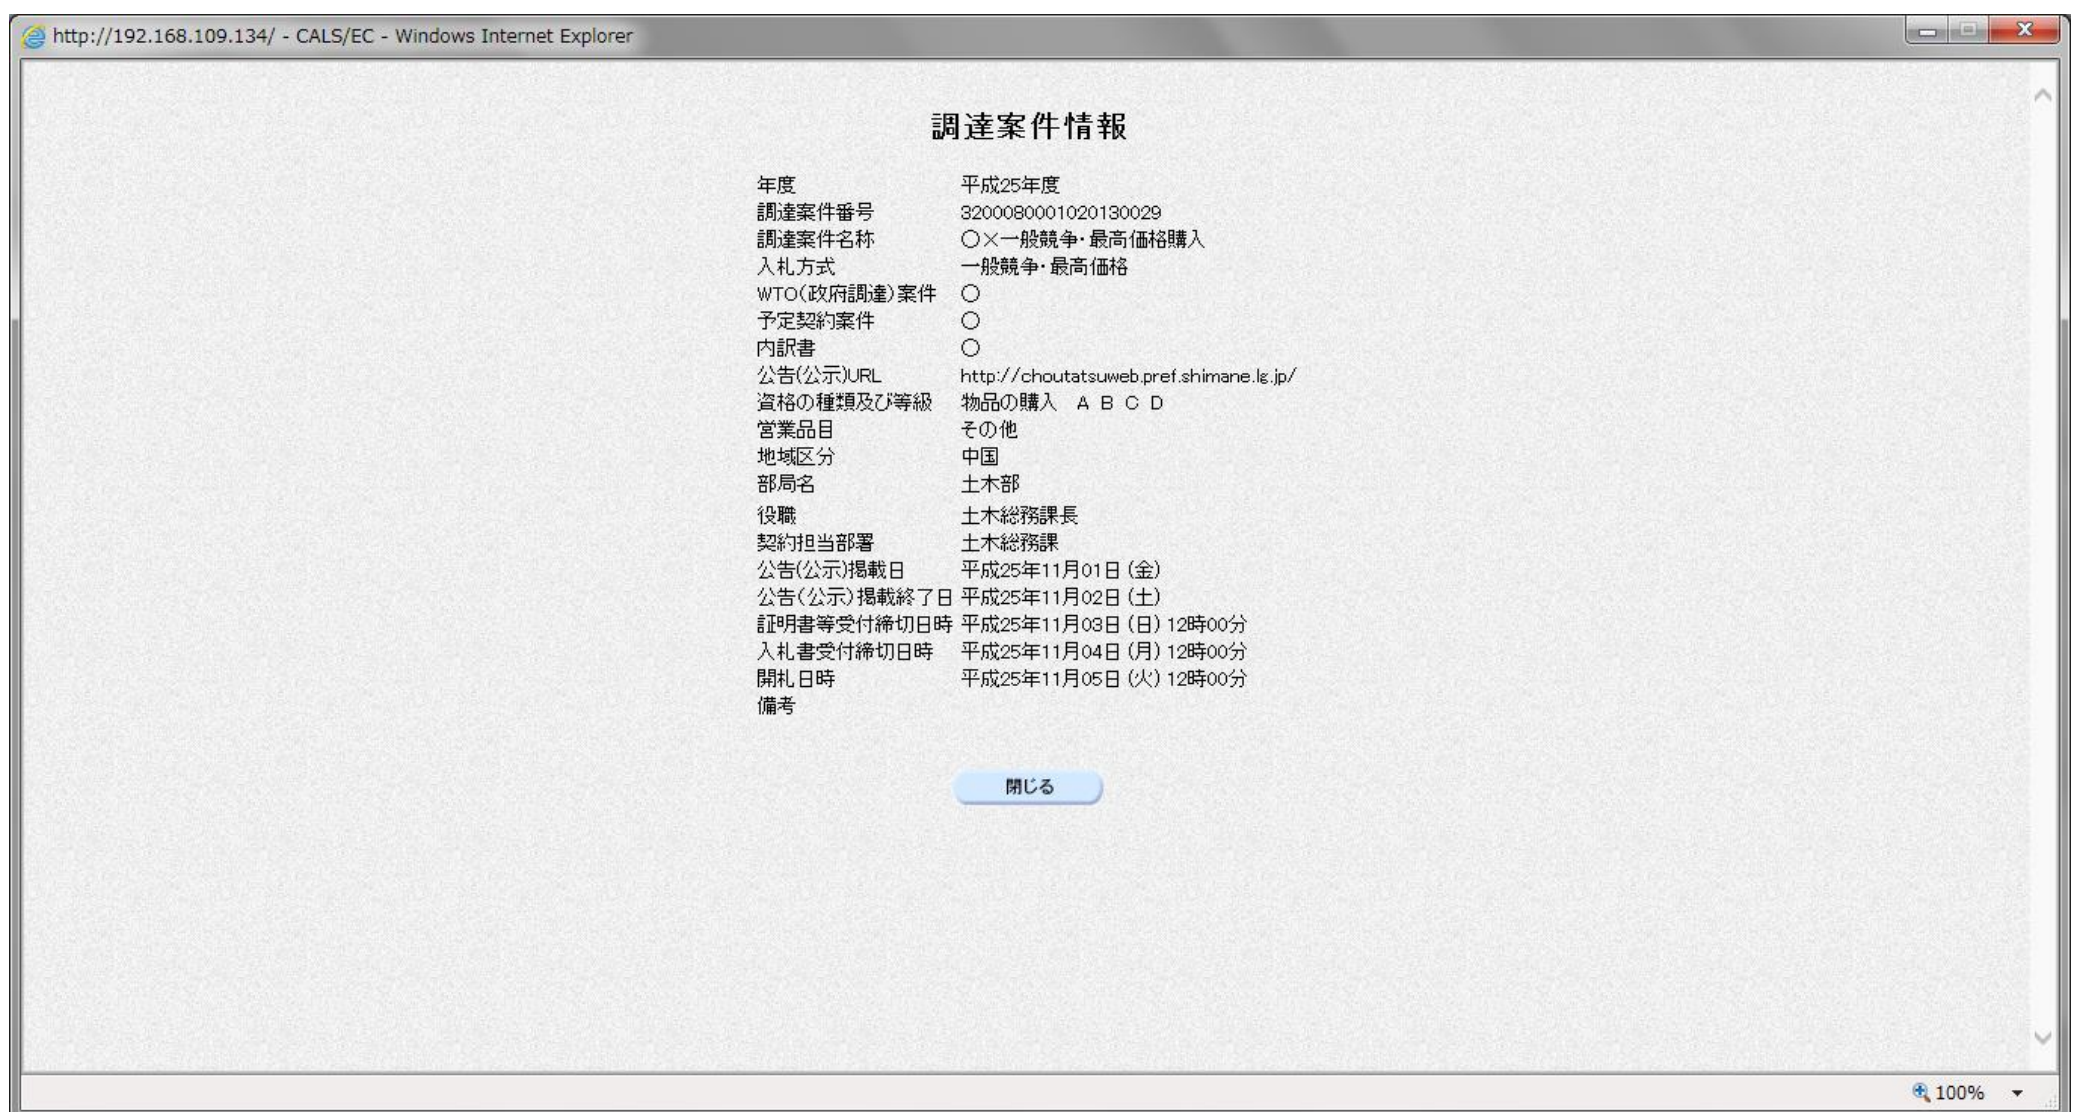 http://192.168.109.134/ - CALS/EC - Windows Internet Explorer
調達案件情報
年度 平成25年度
調達案件番号 3200080001020130029
調達案件名称 〇×一般競争・最高価格購入
入札方式 一般競争・最高価格
WTO(政府調達)案件 〇
予定契約案件 〇
内訳書 〇
公告(公示)URL http://choutatsuweb.pref.shimane.lg.jp/
資格の種類及び等級 物品の購入 A B C D
営業品目 その他
地域区分 中国
部局名 土木部
役職 土木総務課長
契約担当部署 土木総務課
公告(公示)掲載日 平成25年11月01日(金)
公告(公示)掲載終了日 平成25年11月02日(土)
証明書等受付締切日時 平成25年11月03日(日) 12時00分
入札書受付締切日時 平成25年11月04日(月) 12時00分
開札日時 平成25年11月05日(火) 12時00分
備考
閉じる
100%